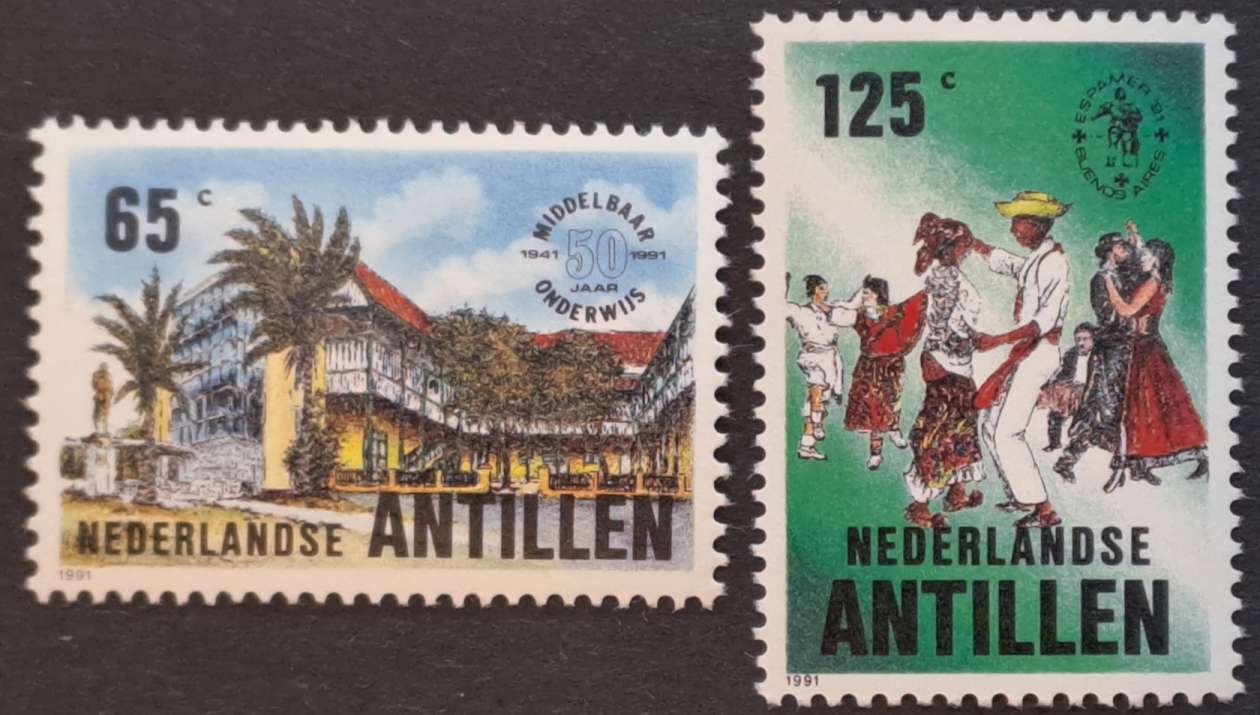 65 c
MIDDELBAAR
1941 50 1991
JAAR
ONDERWIJS
NEDERLANDSE ANTILLEN
1991
125 c
ESPAMER '91
BUENOS AIRES
NEDERLANDSE
ANTILLEN
1991